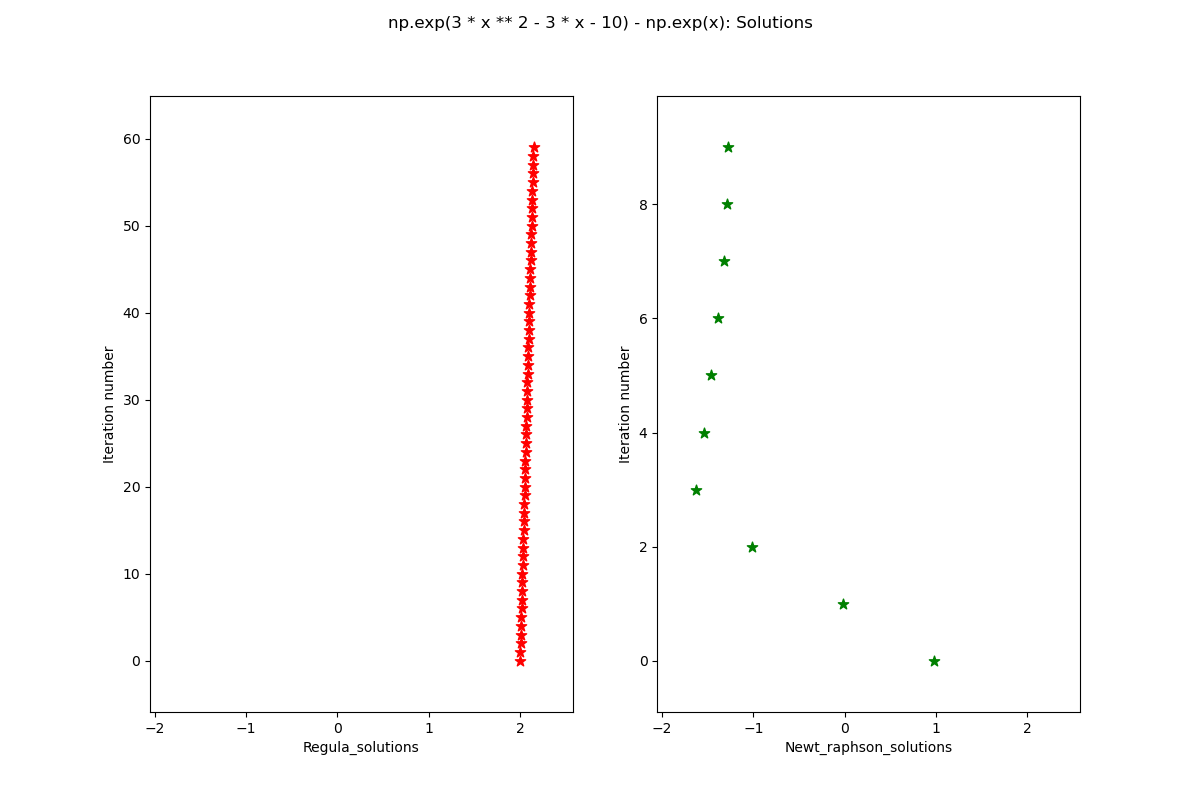 np.exp(3 * x ** 2 - 3 * x - 10) - np.exp(x): Solutions
60
50
40
30
20
10
0
Iteration number
−2 −1 0 1 2
Regula_solutions
8
6
4
2
0
Iteration number
−2 −1 0 1 2
Newt_raphson_solutions